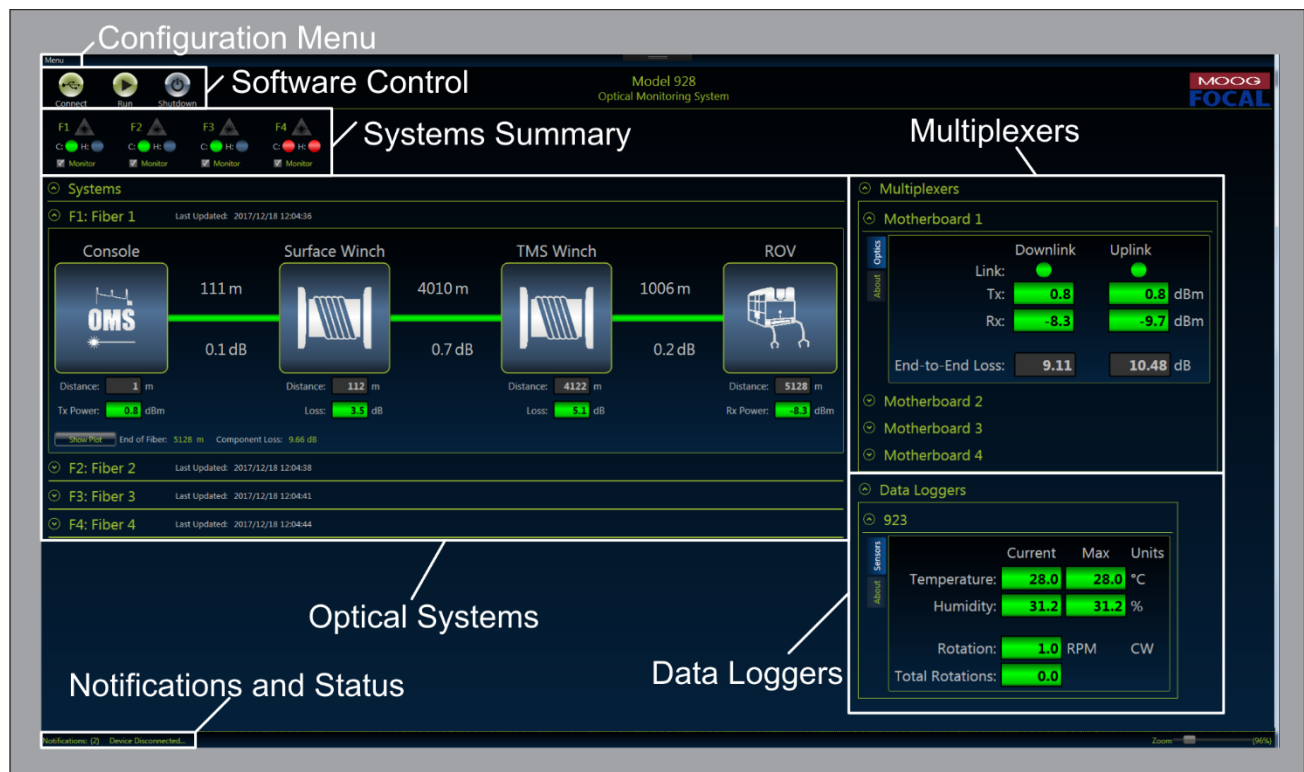 Configuration Menu
Menu
Software Control
Connect Run Shutdown
Model 928
Optical Monitoring System
MOOG
FOCAL
Systems Summary
F1 F2 F3 F4
C: H: C: H: C: H: C: H:
Monitor Monitor Monitor Monitor
Multiplexers
Systems
F1: Fiber 1 Last Updated: 2017/12/18 12:04:36
Console Surface Winch TMS Winch ROV
111 m 4010 m 1006 m
OMS
0.1 dB 0.7 dB 0.2 dB
Distance: 1 m Distance: 112 m Distance: 4122 m Distance: 5128 m
Tx Power: 0.8 dBm Loss: 3.5 dB Loss: 5.1 dB Rx Power: -8.3 dBm
Show Plot End of Fiber: 5128 m Component Loss: 9.66 dB
F2: Fiber 2 Last Updated: 2017/12/18 12:04:38
F3: Fiber 3 Last Updated: 2017/12/18 12:04:41
F4: Fiber 4 Last Updated: 2017/12/18 12:04:44
Optical Systems
Multiplexers
Motherboard 1
Optics
About
Downlink Uplink
Link:
Tx: 0.8 0.8 dBm
Rx: -8.3 -9.7 dBm
End-to-End Loss: 9.11 10.48 dB
Motherboard 2
Motherboard 3
Motherboard 4
Data Loggers
923
Sensors
About
Current Max Units
Temperature: 28.0 28.0 °C
Humidity: 31.2 31.2 %
Rotation: 1.0 RPM CW
Total Rotations: 0.0
Data Loggers
Notifications and Status
Notifications: (2) Device Disconnected...
Zoom (96%)